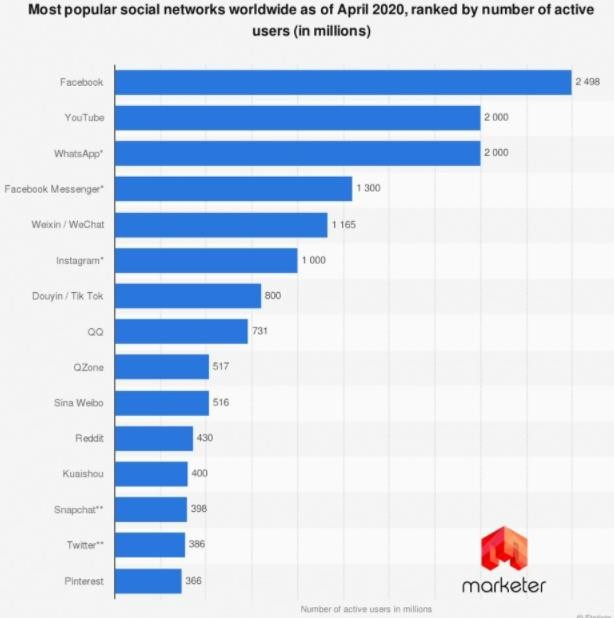 Most popular social networks worldwide as of April 2020, ranked by number of active
users (in millions)
Facebook 2 498
YouTube 2 000
WhatsApp* 2 000
Facebook Messenger* 1 300
Weixin / WeChat 1 165
Instagram* 1 000
Douyin / Tik Tok 800
QQ 731
QZone 517
Sina Weibo 516
Reddit 430
Kuaishou 400
Snapchat** 398
Twitter** 386
Pinterest 366
marketer
Number of active users in millions